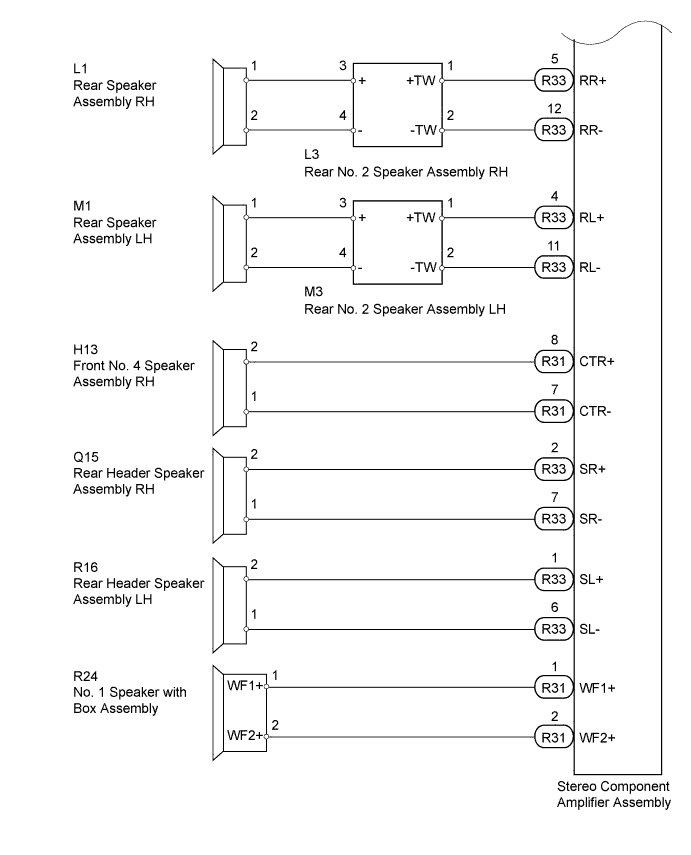 L1
Rear Speaker
Assembly RH
1 3 + +TW 1 5 R33 RR+
2 4 - -TW 2 12 R33 RR-
L3
Rear No. 2 Speaker Assembly RH
M1
Rear Speaker
Assembly LH
1 3 + +TW 1 4 R33 RL+
2 4 - -TW 2 11 R33 RL-
M3
Rear No. 2 Speaker Assembly LH
H13
Front No. 4 Speaker
Assembly RH
2 8 R31 CTR+
1 7 R31 CTR-
Q15
Rear Header Speaker
Assembly RH
2 2 R33 SR+
1 7 R33 SR-
R16
Rear Header Speaker
Assembly LH
2 1 R33 SL+
1 6 R33 SL-
R24
No. 1 Speaker with
Box Assembly
WF1+ 1 1 R31 WF1+
WF2+ 2 2 R31 WF2+
Stereo Component
Amplifier Assembly